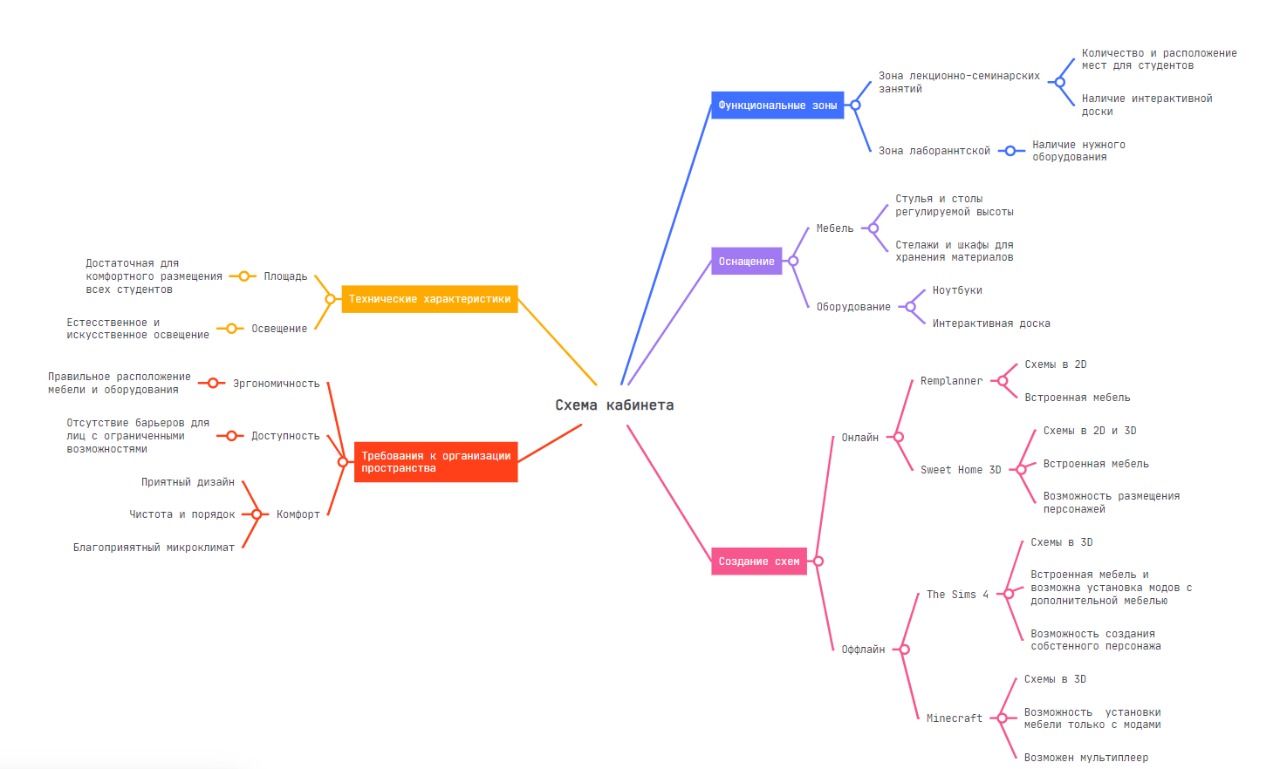 Количество и расположение
мест для студентов
Зона лекционно-семинарских
занятий
Наличие интерактивной
доски
Функциональные зоны
Зона лабораннтской
Наличие нужного
оборудования
Стулья и столы
регулируемой высоты
Мебель
Стелажи и шкафы для
хранения материалов
Оснащение
Оборудование
Ноутбуки
Интерактивная доска
Достаточная для
комфортного размещения
всех студентов
Площадь
Технические характеристики
Естесственное и
искусственное освещение
Освещение
Правильное расположение
мебели и оборудования
Эргономичность
Схема кабинета
Отсутствие барьеров для
лиц с ограниченными
возможностями
Доступность
Требования к организации
пространства
Приятный дизайн
Чистота и порядок
Комфорт
Благоприяятный микроклимат
Схемы в 2D
Remplanner
Встроенная мебель
Онлайн
Схемы в 2D и 3D
Sweet Home 3D
Встроенная мебель
Возможность размещения
персонажей
Создание схем
Схемы в 3D
The Sims 4
Встроенная мебель и
возможна установка модов с
дополнительной мебелью
Возможность создания
собстенного персонажа
Оффлайн
Схемы в 3D
Minecraft
Возможность  установки
мебели только с модами
Возможен мультиплеер